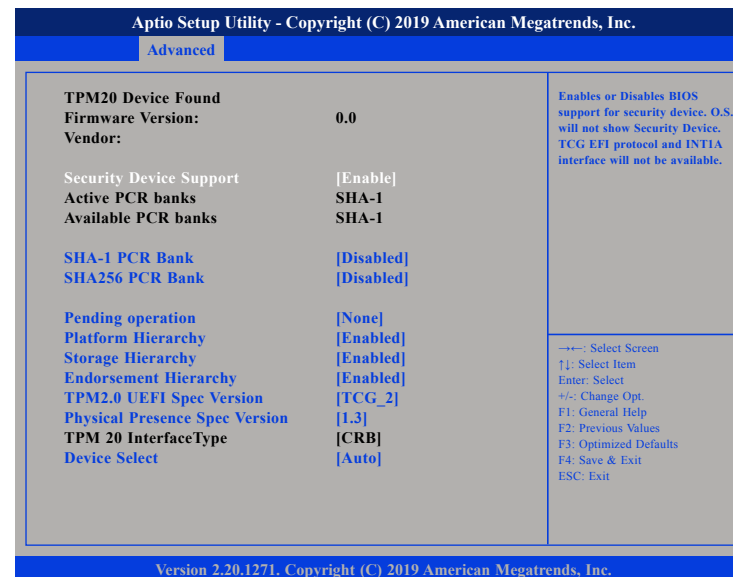 Aptio Setup Utility - Copyright (C) 2019 American Megatrends, Inc.
Advanced
TPM20 Device Found
Firmware Version: 0.0
Vendor:
Security Device Support [Enable]
Active PCR banks SHA-1
Available PCR banks SHA-1
SHA-1 PCR Bank [Disabled]
SHA256 PCR Bank [Disabled]
Pending operation [None]
Platform Hierarchy [Enabled]
Storage Hierarchy [Enabled]
Endorsement Hierarchy [Enabled]
TPM2.0 UEFI Spec Version [TCG_2]
Physical Presence Spec Version [1.3]
TPM 20 InterfaceType [CRB]
Device Select [Auto]
Enables or Disables BIOS
support for security device. O.S.
will not show Security Device.
TCG EFI protocol and INT1A
interface will not be available.
→←: Select Screen
↑↓: Select Item
Enter: Select
+/-: Change Opt.
F1: General Help
F2: Previous Values
F3: Optimized Defaults
F4: Save & Exit
ESC: Exit
Version 2.20.1271. Copyright (C) 2019 American Megatrends, Inc.